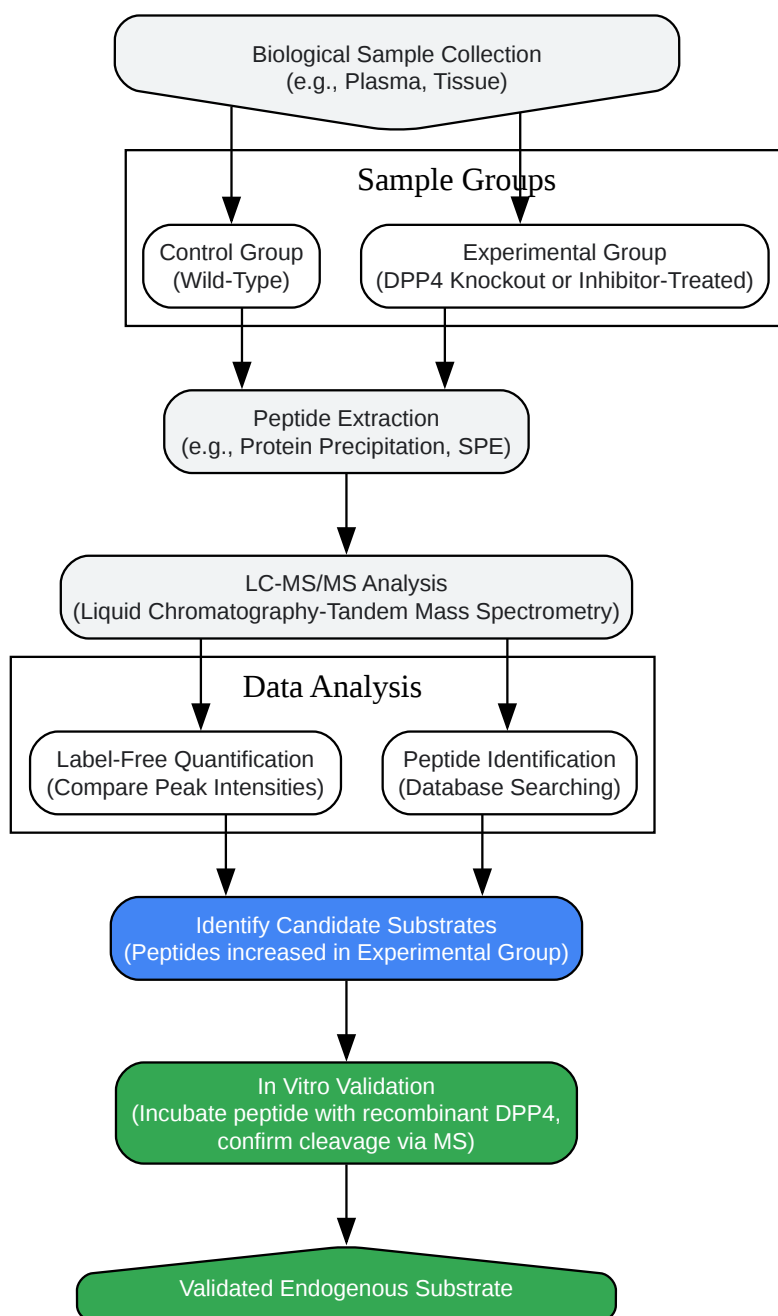 Biological Sample Collection
(e.g., Plasma, Tissue)
Sample Groups
Control Group
(Wild-Type)
Experimental Group
(DPP4 Knockout or Inhibitor-Treated)
Peptide Extraction
(e.g., Protein Precipitation, SPE)
LC-MS/MS Analysis
(Liquid Chromatography-Tandem Mass Spectrometry)
Data Analysis
Label-Free Quantification
(Compare Peak Intensities)
Peptide Identification
(Database Searching)
Identify Candidate Substrates
(Peptides increased in Experimental Group)
In Vitro Validation
(Incubate peptide with recombinant DPP4,
confirm cleavage via MS)
Validated Endogenous Substrate